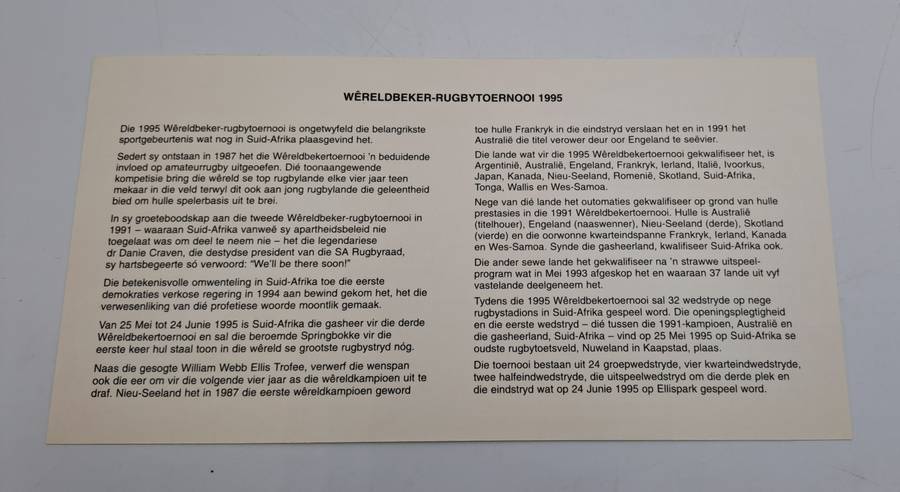 WÊRELDBEKER-RUGBYTOERNOOI 1995
Die 1995 Wêreldbeker-rugbytoernooi is ongetwyfeld die belangrikste
sportgebeurtenis wat nog in Suid-Afrika plaasgevind het.
Sedert sy ontstaan in 1987 het die Wêreldbekertoernooi 'n beduidende
invloed op amateurrugby uitgeoefen. Dié toonaangewende
kompetisie bring die wêreld se top rugbylande elke vier jaar teen
mekaar in die veld terwyl dit ook aan jong rugbylande die geleentheid
bied om hulle spelerbasis uit te brei.
In sy groeteboodskap aan die tweede Wêreldbeker-rugbytoernooi in
1991 – waaraan Suid-Afrika vanweë sy apartheidsbeleid nie
toegelaat was om deel te neem nie – het die legendariese
dr Danie Craven, die destydse president van die SA Rugbyraad,
sy hartsbegeerte só verwoord: "We'll be there soon!"
Die betekenisvolle omwenteling in Suid-Afrika toe die eerste
demokraties verkose regering in 1994 aan bewind gekom het, het die
verwesenliking van dié profetiese woorde moontlik gemaak.
Van 25 Mei tot 24 Junie 1995 is Suid-Afrika die gasheer vir die derde
Wêreldbekertoernooi en sal die beroemde Springbokke vir die
eerste keer hul staal toon in die wêreld se grootste rugbystryd nóg.
Naas die gesogte William Webb Ellis Trofee, verwerf die wenspan
ook die eer om vir die volgende vier jaar as die wêreldkampioen uit te
draf. Nieu-Seeland het in 1987 die eerste wêreldkampioen geword
toe hulle Frankryk in die eindstryd verslaan het en in 1991 het
Australië die titel verower deur oor Engeland te seëvier.
Die lande wat vir die 1995 Wêreldbekertoernooi gekwalifiseer het, is
Argentinië, Australië, Engeland, Frankryk, Ierland, Italië, Ivoorkus,
Japan, Kanada, Nieu-Seeland, Romenië, Skotland, Suid-Afrika,
Tonga, Wallis en Wes-Samoa.
Nege van dié lande het outomaties gekwalifiseer op grond van hulle
prestasies in die 1991 Wêreldbekertoernooi. Hulle is Australië
(titelhouer), Engeland (naaswenner), Nieu-Seeland (derde), Skotland
(vierde) en die oorwonne kwarteindspanne Frankryk, Ierland, Kanada
en Wes-Samoa. Synde die gasheerland, kwalifiseer Suid-Afrika ook.
Die ander sewe lande het gekwalifiseer na 'n strawwe uitspeel-
program wat in Mei 1993 afgeskop het en waaraan 37 lande uit vyf
vastelande deelgeneem het.
Tydens die 1995 Wêreldbekertoernooi sal 32 wedstryde op nege
rugbystadions in Suid-Afrika gespeel word. Die openingsplegtigheid
en die eerste wedstryd – dié tussen die 1991-kampioen, Australië en
die gasheerland, Suid-Afrika – vind op 25 Mei 1995 op Suid-Afrika se
oudste rugbytoetsveld, Nuweland in Kaapstad, plaas.
Die toernooi bestaan uit 24 groepwedstryde, vier kwarteindwedstryde,
twee halfeindwedstryde, die uitspeelwedstryd om die derde plek en
die eindstryd wat op 24 Junie 1995 op Ellispark gespeel word.